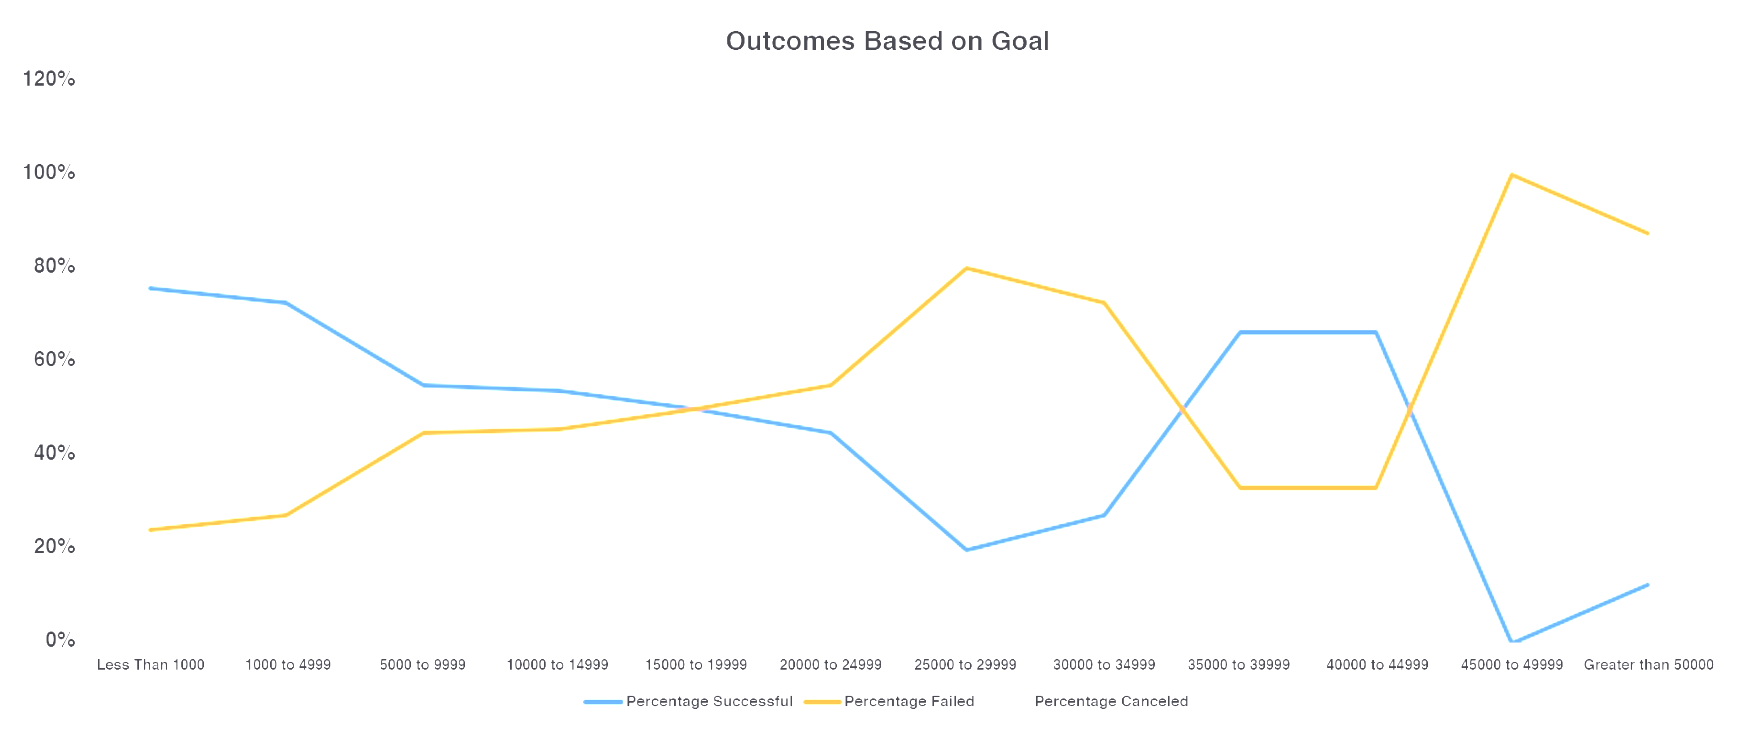 Outcomes Based on Goal
120%
100%
80%
60%
40%
20%
0%
Less Than 1000 1000 to 4999 5000 to 9999 10000 to 14999 15000 to 19999 20000 to 24999 25000 to 29999 30000 to 34999 35000 to 39999 40000 to 44999 45000 to 49999 Greater than 50000
Percentage Successful Percentage Failed Percentage Canceled